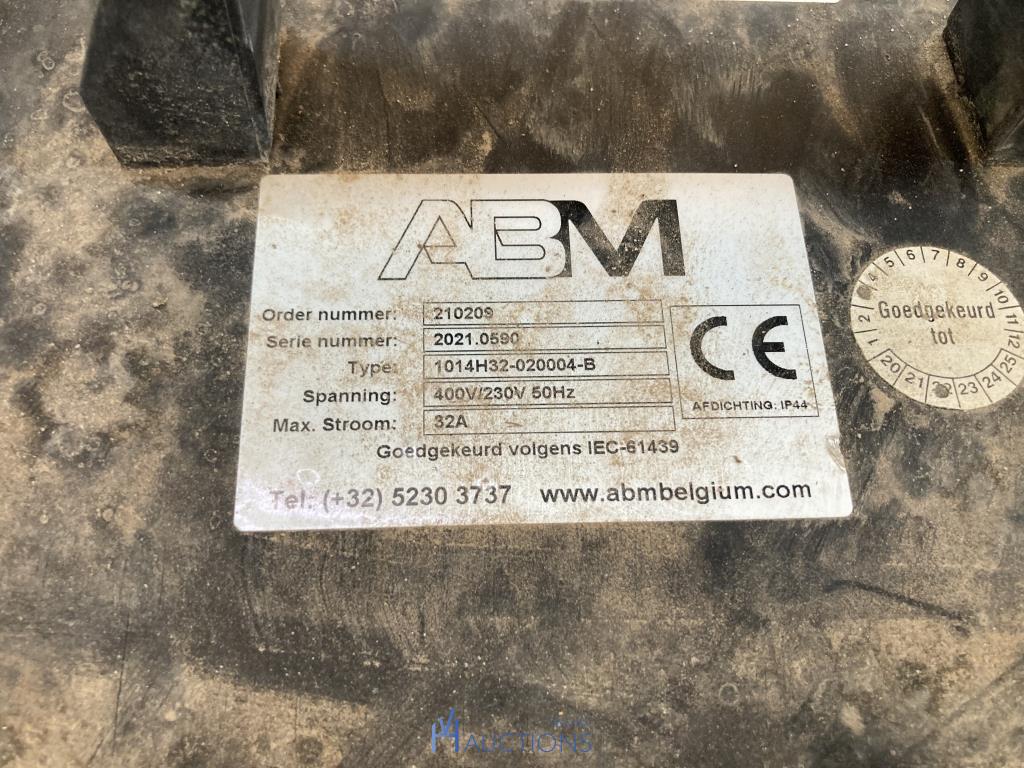 ABM
Order nummer: 210209
Serie nummer: 2021.0590
Type: 1014H32-020004-B
Spanning: 400V/230V 50Hz
Max. Stroom: 32A
CE
AFDICHTING: IP44
Goedgekeurd volgens IEC-61439
Tel: (+32) 5230 3737 www.abmbelgium.com
1 2 4 5 6 7 8 9 10 11 12
Goedgekeurd
tot
20 21 23 24 25
AUCTIONS